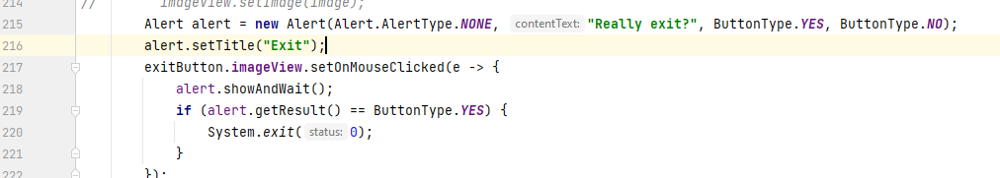 214 // imageView.setImage(image);
215 Alert alert = new Alert(Alert.AlertType.NONE, contentText: "Really exit?", ButtonType.YES, ButtonType.NO);
216 alert.setTitle("Exit");
217 exitButton.imageView.setOnMouseClicked(e -> {
218 alert.showAndWait();
219 if (alert.getResult() == ButtonType.YES) {
220 System.exit( status: 0);
221 }
222 });